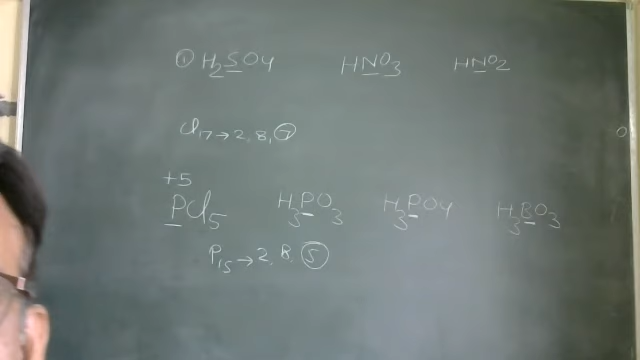 ① H2SO4 HNO3 HNO2
Cl17 → 2, 8, 7
+5
PCl5 H3PO3 H3PO4 H3BO3
P15 → 2, 8, 5